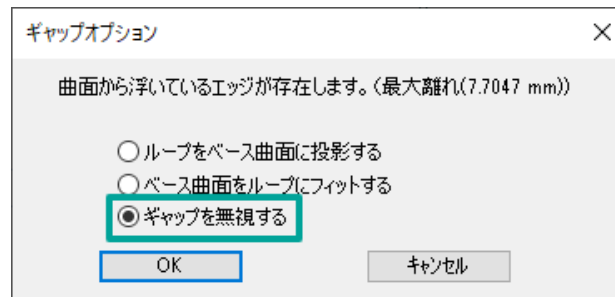 ギャップオプション
曲面から浮いているエッジが存在します。(最大離れ(7.7047 mm))
ループをベース曲面に投影する
ベース曲面をループにフィットする
ギャップを無視する
OK キャンセル